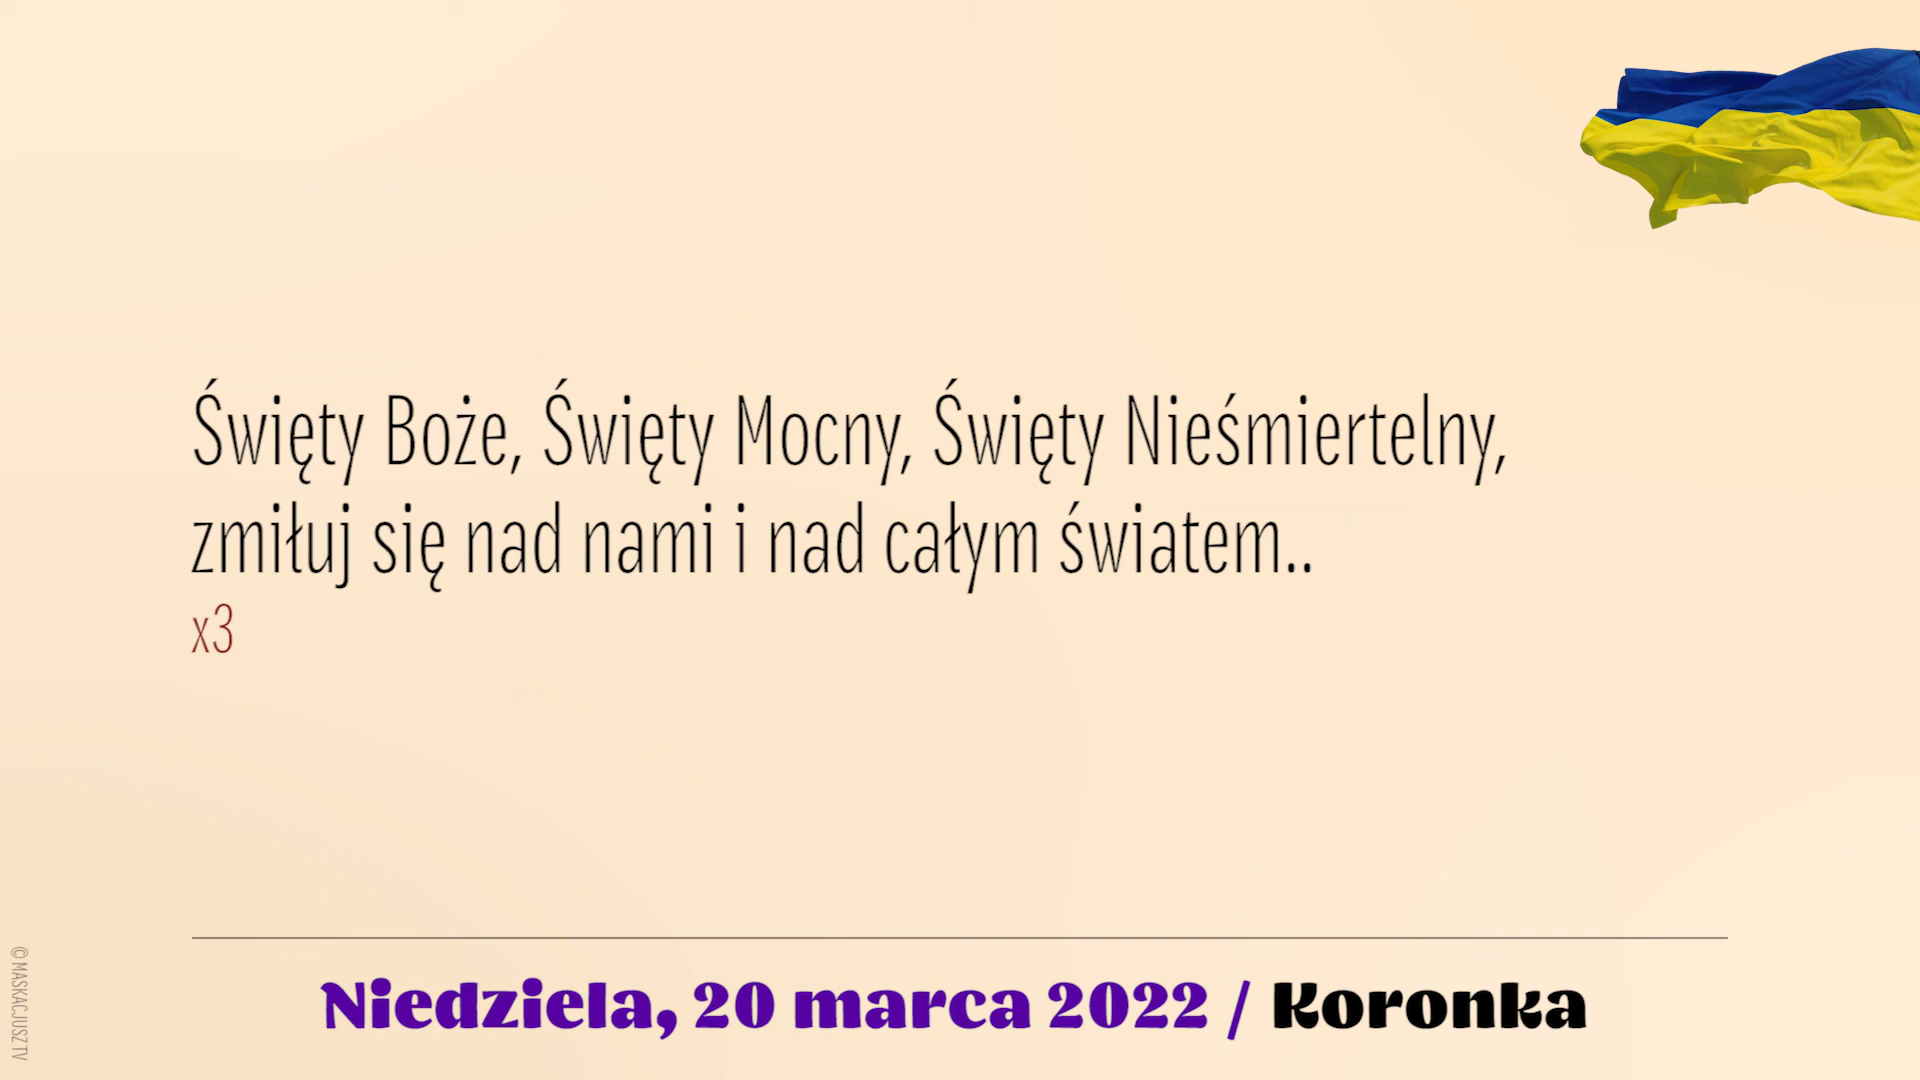 Święty Boże, Święty Mocny, Święty Nieśmiertelny,
zmiłuj się nad nami i nad całym światem..
x3
Niedziela, 20 marca 2022 / Koronka
© MASKACJUSZ TV